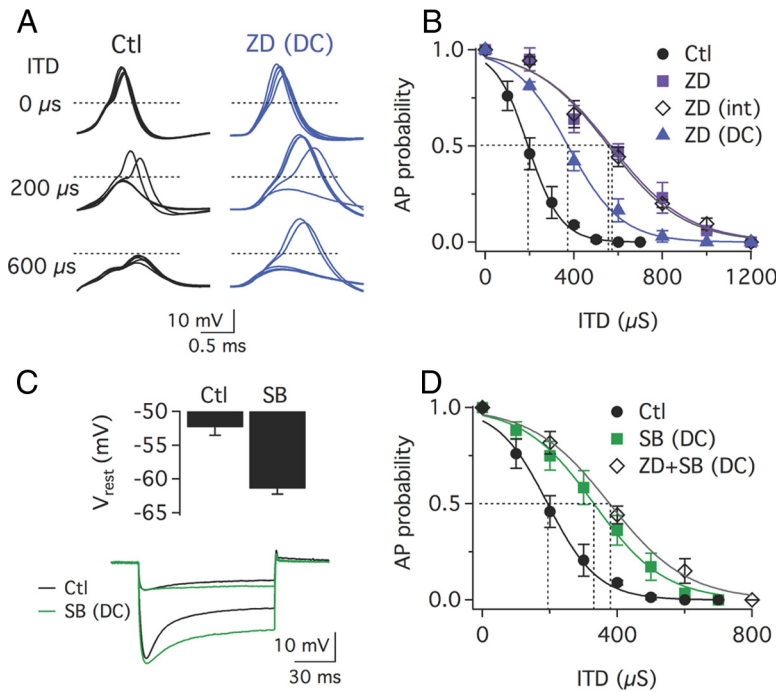 A
Ctl
ZD (DC)
ITD
0 μs
200 μs
600 μs
10 mV
0.5 ms
B
1.0
0.5
0.0
AP probability
Ctl
ZD
ZD (int)
ZD (DC)
0
400
800
1200
ITD (μS)
C
Ctl
SB
-50
-55
-60
-65
Vrest (mV)
Ctl
SB (DC)
10 mV
30 ms
D
1.0
0.5
0.0
AP probability
Ctl
SB (DC)
ZD+SB (DC)
0
400
800
ITD (μS)